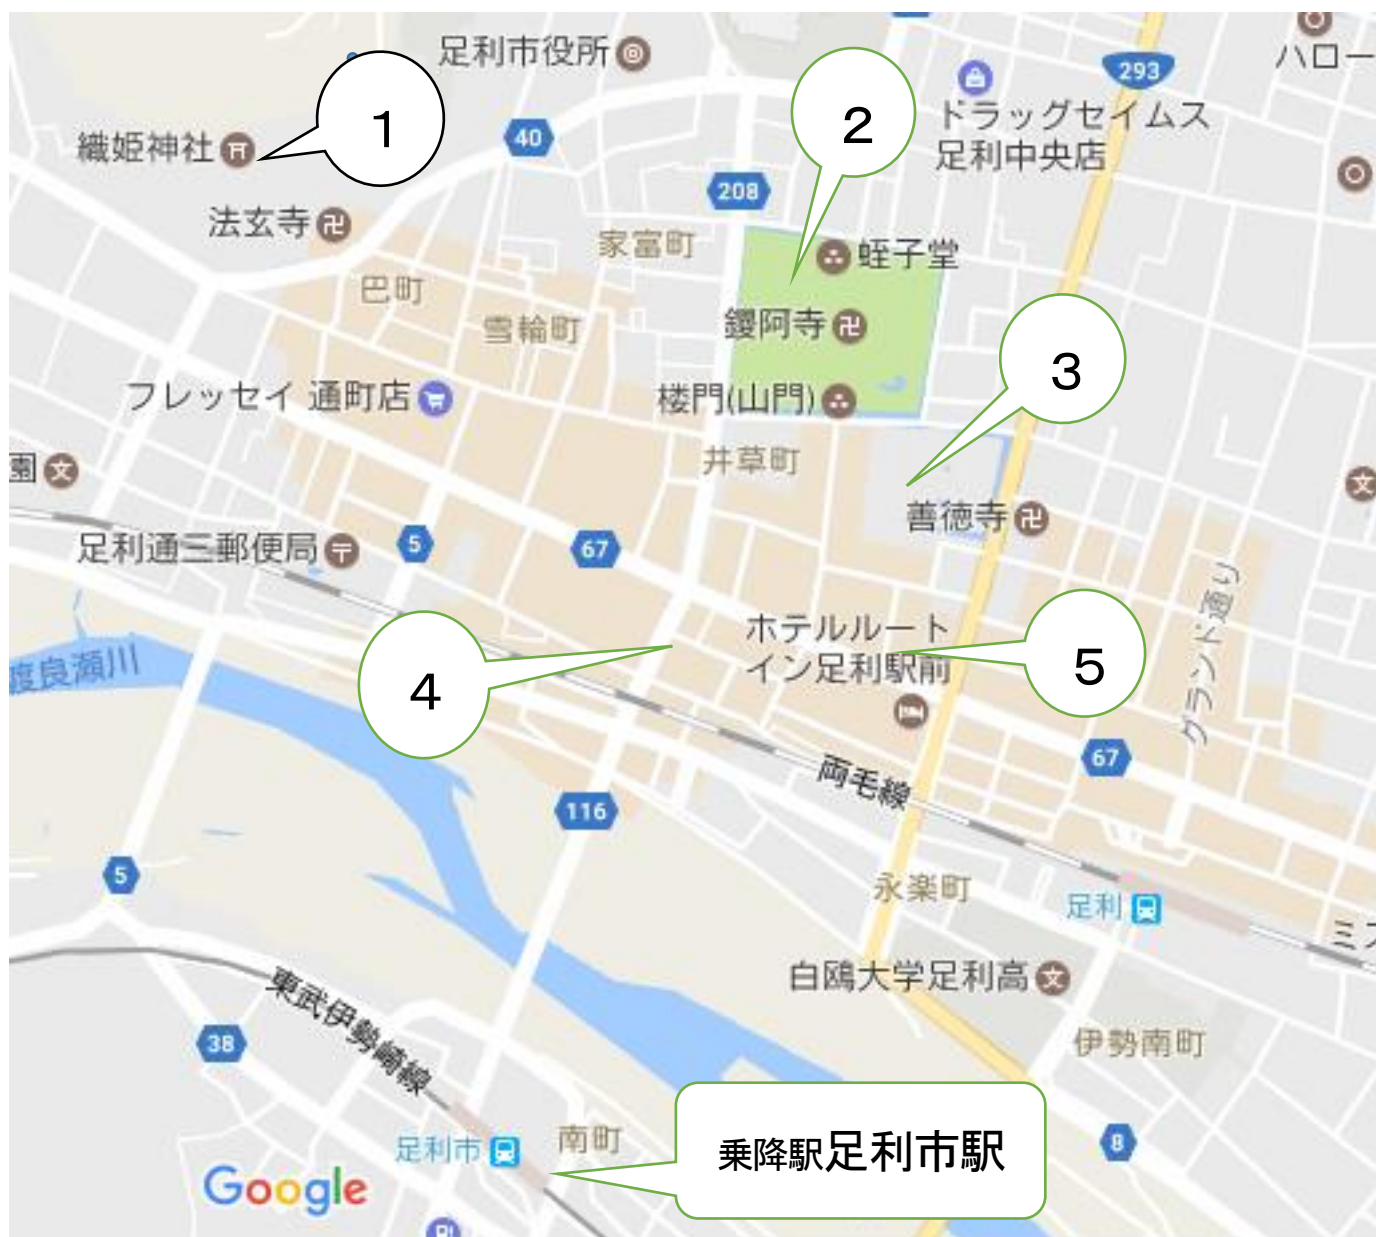 足利市役所
ハロー
293
1
2
ドラッグセイムス
足利中央店
40
織姫神社
208
法玄寺
家富町
蛭子堂
巴町
雪輪町
鑁阿寺
3
フレッセイ 通町店
楼門(山門)
井草町
園
善徳寺
足利通三郵便局
5
67
グランド通り
ホテルルート
イン足利駅前
5
4
渡良瀬川
67
両毛線
116
5
永楽町
足利
ミス
白鴎大学足利高
東武伊勢崎線
38
伊勢南町
8
足利市
南町
乗降駅足利市駅
Google